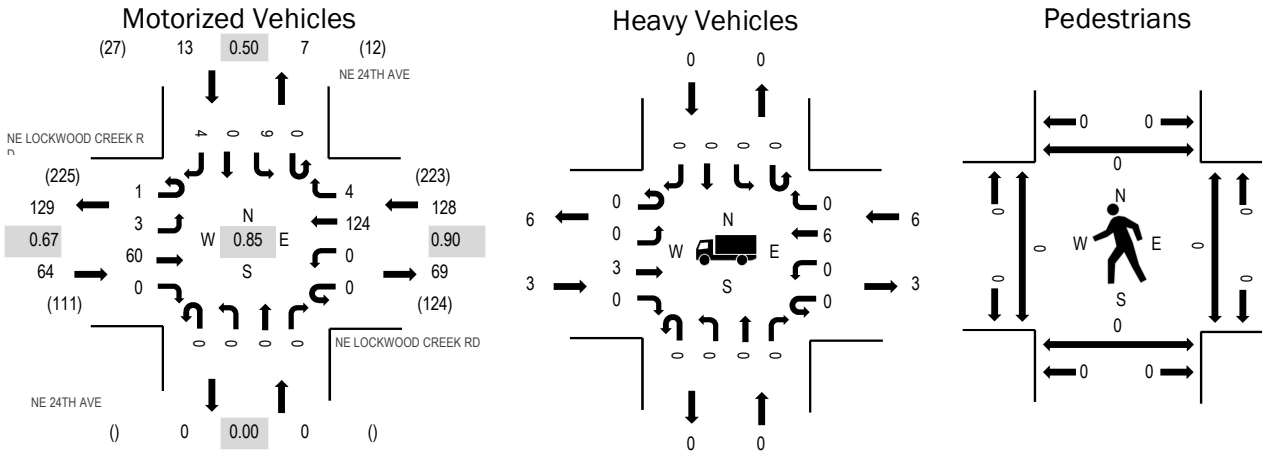 Motorized Vehicles
(27) 13 0.50 7 (12)
NE 24TH AVE
NE LOCKWOOD CREEK R
D
4 0 9 0
(225) (223)
129 1 4 128
3 N 124
0.67 W 0.85 E 0.90
60 S 0
64 0 0 69
(111) (124)
0 0 0 0
NE LOCKWOOD CREEK RD
NE 24TH AVE
() 0 0.00 0 ()
Heavy Vehicles
0 0
0 0 0 0
0 0
6 0 N 6 6
W E
3 0
3 0 S 0 3
0 0 0 0
0 0
Pedestrians
0 0
0
N
0 0
W E
0 0
0 0
S
0
0 0